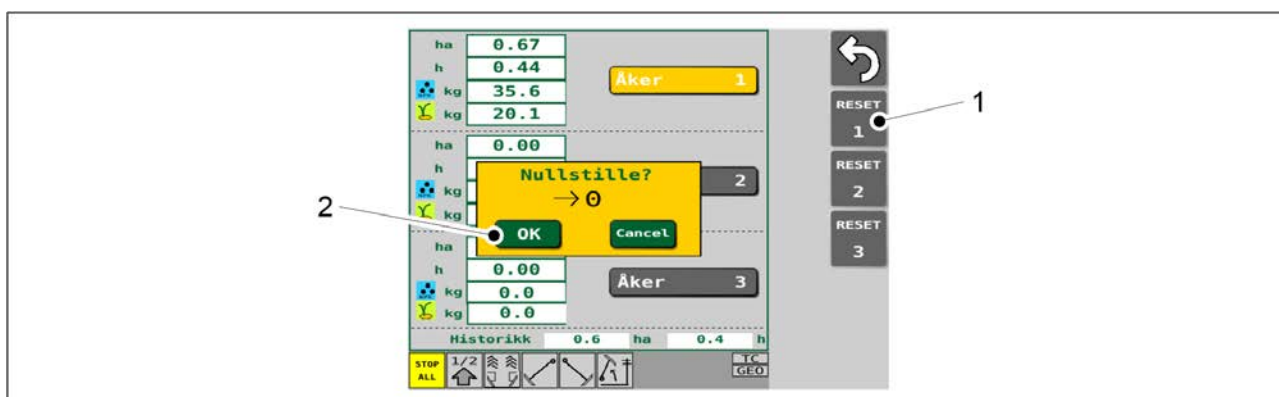 ha 0.67
h 0.44
Åker 1
kg 35.6
kg 20.1
RESET
1
1
ha 0.00
h
kg
kg
2
RESET
2
Nullstille?
→0
OK Cancel
2
RESET
3
ha
h 0.00
Åker 3
kg 0.0
kg 0.0
Historikk 0.6 ha 0.4 h
STOP
ALL
1/2
TC
GEO